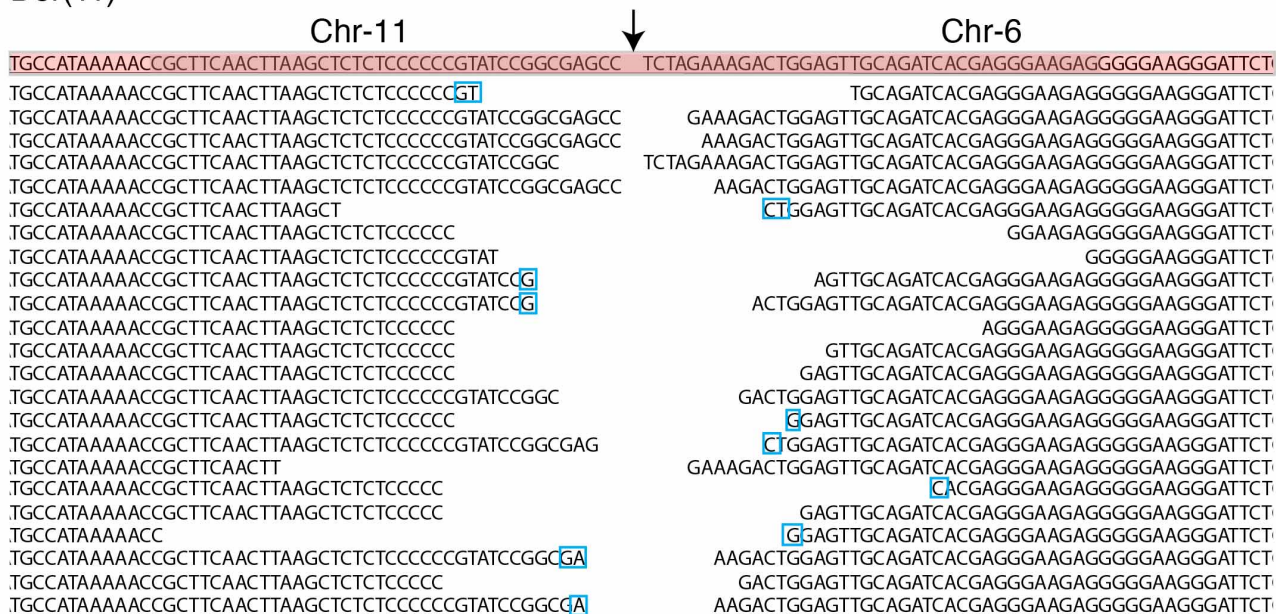 Chr-11 Chr-6
TGCCATAAAAACCGCTTCAACTTAAGCTCTCTCCCCCCGTATCCGGCGAGCC TCTAGAAAGACTGGAGTTGCAGATCACGAGGGAAGAGGGGGAAGGGATTCT
TGCCATAAAAACCGCTTCAACTTAAGCTCTCTCCCCCCGT TGCAGATCACGAGGGAAGAGGGGGAAGGGATTCT
TGCCATAAAAACCGCTTCAACTTAAGCTCTCTCCCCCCGTATCCGGCGAGCC GAAAGACTGGAGTTGCAGATCACGAGGGAAGAGGGGGAAGGGATTCT
TGCCATAAAAACCGCTTCAACTTAAGCTCTCTCCCCCCGTATCCGGCGAGCC AAAGACTGGAGTTGCAGATCACGAGGGAAGAGGGGGAAGGGATTCT
TGCCATAAAAACCGCTTCAACTTAAGCTCTCTCCCCCCGTATCCGGC TCTAGAAAGACTGGAGTTGCAGATCACGAGGGAAGAGGGGGAAGGGATTCT
TGCCATAAAAACCGCTTCAACTTAAGCTCTCTCCCCCCGTATCCGGCGAGCC AAGACTGGAGTTGCAGATCACGAGGGAAGAGGGGGAAGGGATTCT
TGCCATAAAAACCGCTTCAACTTAAGCT CTGGAGTTGCAGATCACGAGGGAAGAGGGGGAAGGGATTCT
TGCCATAAAAACCGCTTCAACTTAAGCTCTCTCCCCCC GGAAGAGGGGGAAGGGATTCT
TGCCATAAAAACCGCTTCAACTTAAGCTCTCTCCCCCCGTAT GGGGGAAGGGATTCT
TGCCATAAAAACCGCTTCAACTTAAGCTCTCTCCCCCCGTATCCG AGTTGCAGATCACGAGGGAAGAGGGGGAAGGGATTCT
TGCCATAAAAACCGCTTCAACTTAAGCTCTCTCCCCCCGTATCCG ACTGGAGTTGCAGATCACGAGGGAAGAGGGGGAAGGGATTCT
TGCCATAAAAACCGCTTCAACTTAAGCTCTCTCCCCCC AGGGAAGAGGGGGAAGGGATTCT
TGCCATAAAAACCGCTTCAACTTAAGCTCTCTCCCCCC GTTGCAGATCACGAGGGAAGAGGGGGAAGGGATTCT
TGCCATAAAAACCGCTTCAACTTAAGCTCTCTCCCCCC GAGTTGCAGATCACGAGGGAAGAGGGGGAAGGGATTCT
TGCCATAAAAACCGCTTCAACTTAAGCTCTCTCCCCCCGTATCCGGC GACTGGAGTTGCAGATCACGAGGGAAGAGGGGGAAGGGATTCT
TGCCATAAAAACCGCTTCAACTTAAGCTCTCTCCCCCC GGAGTTGCAGATCACGAGGGAAGAGGGGGAAGGGATTCT
TGCCATAAAAACCGCTTCAACTTAAGCTCTCTCCCCCCGTATCCGGCGAG CTGGAGTTGCAGATCACGAGGGAAGAGGGGGAAGGGATTCT
TGCCATAAAAACCGCTTCAACTT GAAAGACTGGAGTTGCAGATCACGAGGGAAGAGGGGGAAGGGATTCT
TGCCATAAAAACCGCTTCAACTTAAGCTCTCTCCCCC CACGAGGGAAGAGGGGGAAGGGATTCT
TGCCATAAAAACCGCTTCAACTTAAGCTCTCTCCCCC GAGTTGCAGATCACGAGGGAAGAGGGGGAAGGGATTCT
TGCCATAAAAACC GGAGTTGCAGATCACGAGGGAAGAGGGGGAAGGGATTCT
TGCCATAAAAACCGCTTCAACTTAAGCTCTCTCCCCCCGTATCCGGCGA AAGACTGGAGTTGCAGATCACGAGGGAAGAGGGGGAAGGGATTCT
TGCCATAAAAACCGCTTCAACTTAAGCTCTCTCCCCC GACTGGAGTTGCAGATCACGAGGGAAGAGGGGGAAGGGATTCT
TGCCATAAAAACCGCTTCAACTTAAGCTCTCTCCCCCCGTATCCGGCGA AAGACTGGAGTTGCAGATCACGAGGGAAGAGGGGGAAGGGATTCT